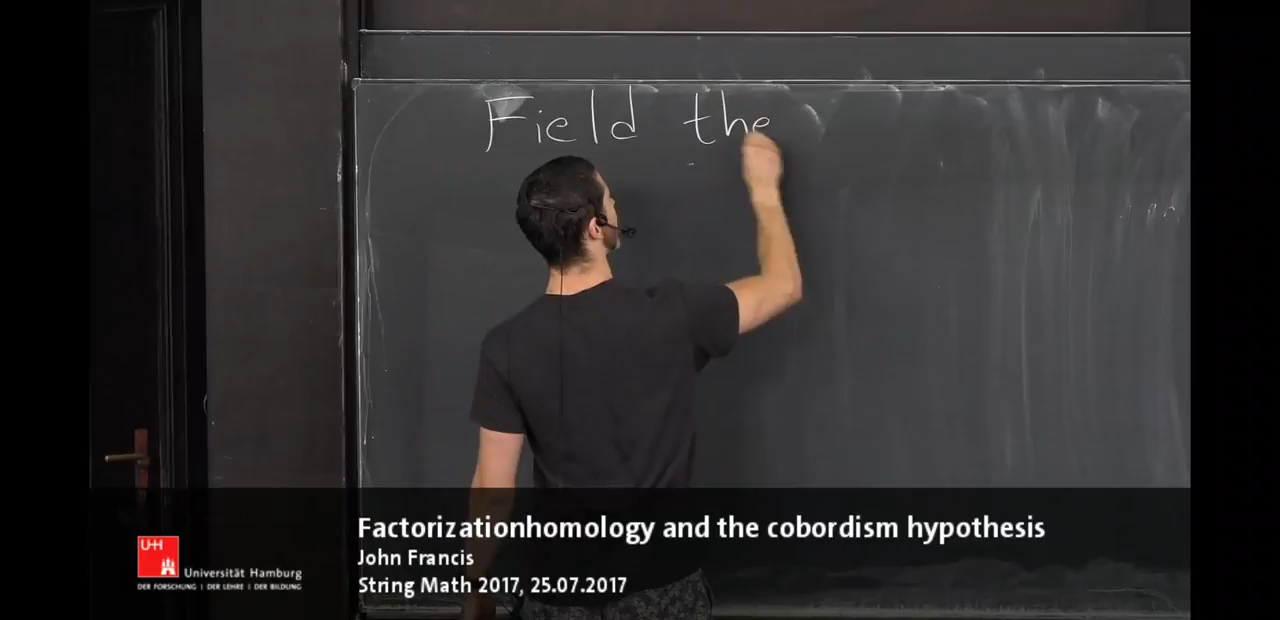 Field the
Factorizationhomology and the cobordism hypothesis
John Francis
String Math 2017, 25.07.2017
UH
Universität Hamburg
DER FORSCHUNG | DER LEHRE | DER BILDUNG